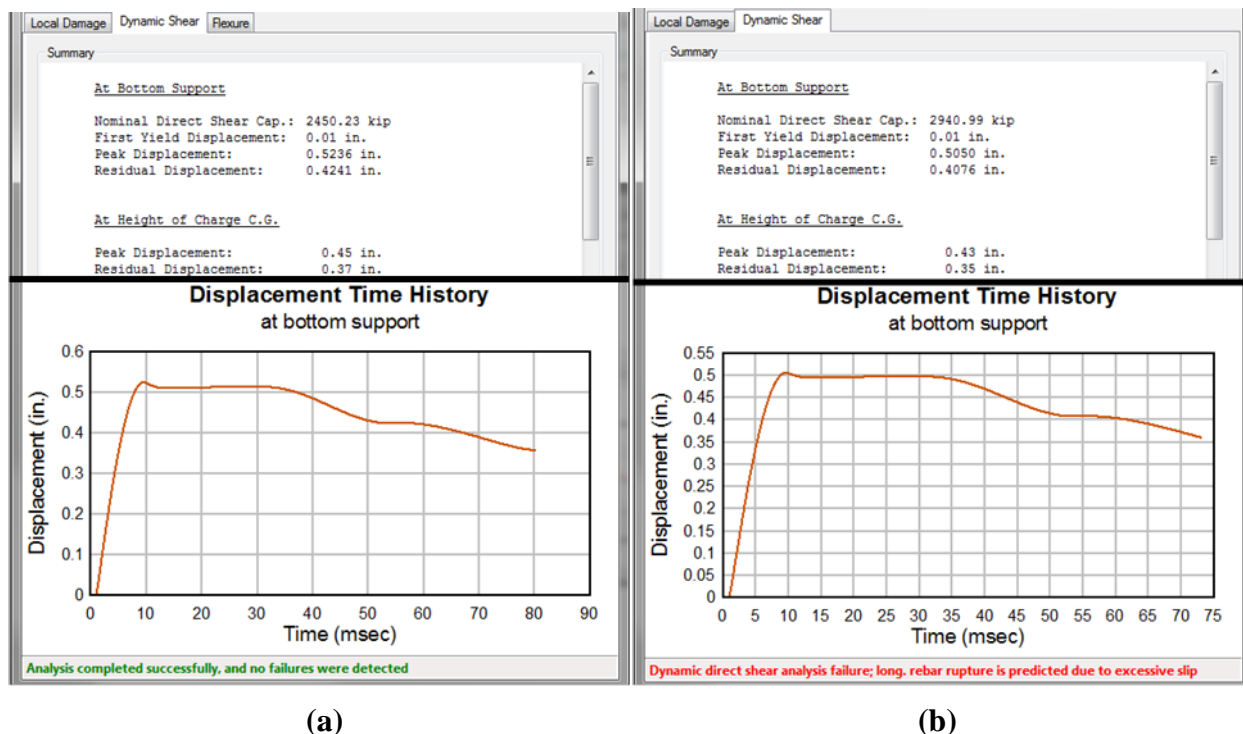 Local Damage Dynamic Shear Flexure
Summary
At Bottom Support
Nominal Direct Shear Cap.: 2450.23 kip
First Yield Displacement: 0.01 in.
Peak Displacement: 0.5236 in.
Residual Displacement: 0.4241 in.
At Height of Charge C.G.
Peak Displacement: 0.45 in.
Residual Displacement: 0.37 in.
Displacement Time History
at bottom support
Displacement (in.)
0.6
0.5
0.4
0.3
0.2
0.1
0
0 10 20 30 40 50 60 70 80 90
Time (msec)
Analysis completed successfully, and no failures were detected
(a)
Local Damage Dynamic Shear
Summary
At Bottom Support
Nominal Direct Shear Cap.: 2940.99 kip
First Yield Displacement: 0.01 in.
Peak Displacement: 0.5050 in.
Residual Displacement: 0.4076 in.
At Height of Charge C.G.
Peak Displacement: 0.43 in.
Residual Displacement: 0.35 in.
Displacement Time History
at bottom support
Displacement (in.)
0.55
0.5
0.45
0.4
0.35
0.3
0.25
0.2
0.15
0.1
0.05
0
0 5 10 15 20 25 30 35 40 45 50 55 60 65 70 75
Time (msec)
Dynamic direct shear analysis failure; long. rebar rupture is predicted due to excessive slip
(b)